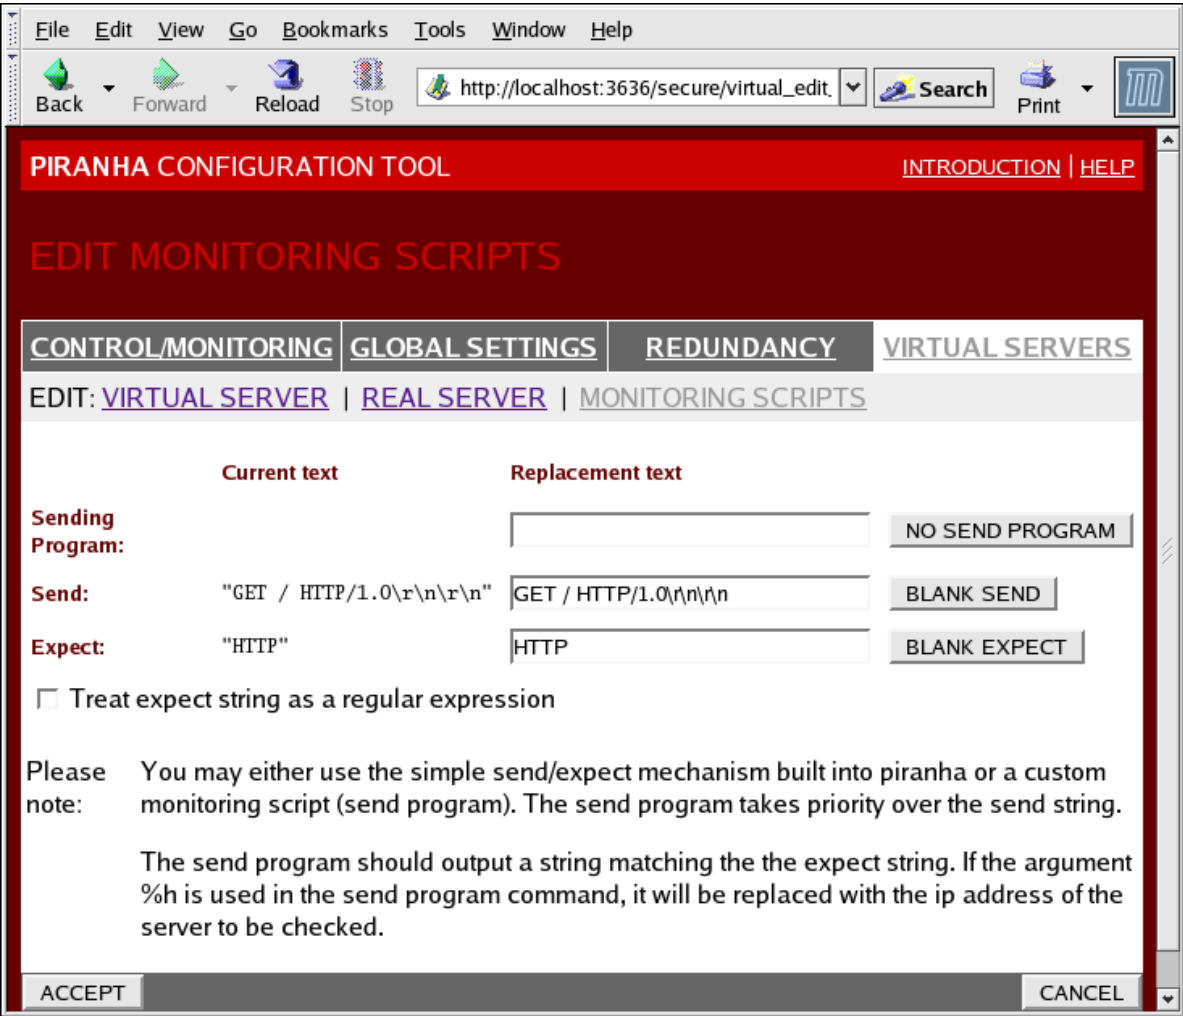 File Edit View Go Bookmarks Tools Window Help
Back Forward Reload Stop http://localhost:3636/secure/virtual_edit. Search Print
PIRANHA CONFIGURATION TOOL INTRODUCTION | HELP
EDIT MONITORING SCRIPTS
CONTROL/MONITORING GLOBAL SETTINGS REDUNDANCY VIRTUAL SERVERS
EDIT: VIRTUAL SERVER | REAL SERVER | MONITORING SCRIPTS
Current text Replacement text
Sending
Program: NO SEND PROGRAM
Send: "GET / HTTP/1.0\r\n\r\n" GET / HTTP/1.0\r\n\r\n BLANK SEND
Expect: "HTTP" HTTP BLANK EXPECT
Treat expect string as a regular expression
Please note: You may either use the simple send/expect mechanism built into piranha or a custom
monitoring script (send program). The send program takes priority over the send string.
The send program should output a string matching the the expect string. If the argument
%h is used in the send program command, it will be replaced with the ip address of the
server to be checked.
ACCEPT CANCEL